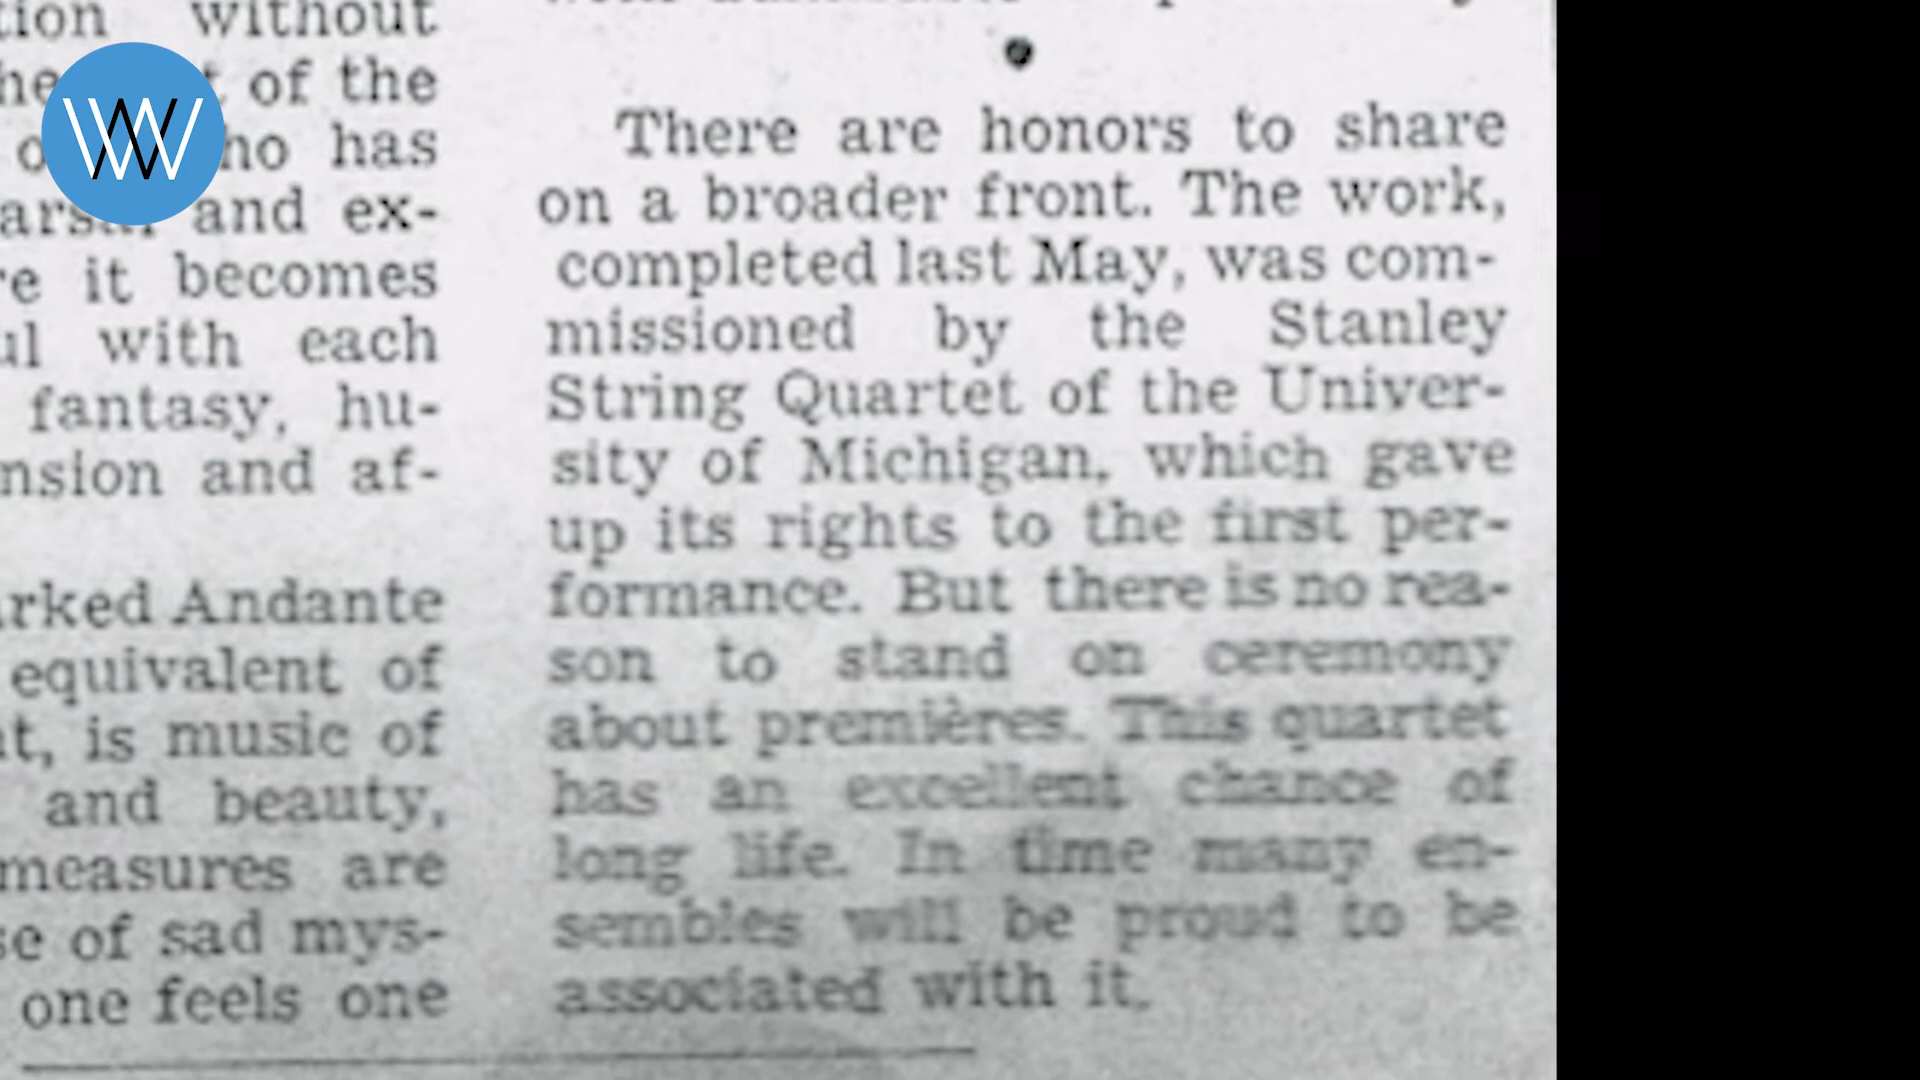 tion without
of the
ho has
and ex-
it becomes
with each
fantasy, hu-
nsion and af-
rked Andante
equivalent of
is music of
and beauty,
measures are
se of sad mys-
one feels one
There are honors to share
on a broader front. The work,
completed last May, was com-
missioned by the Stanley
String Quartet of the Univer-
sity of Michigan, which gave
up its rights to the first per-
formance. But there is no rea-
son to stand on ceremony
about premières. This quartet
has an excellent chance of
long life. In time many en-
sembles will be proud to be
associated with it.